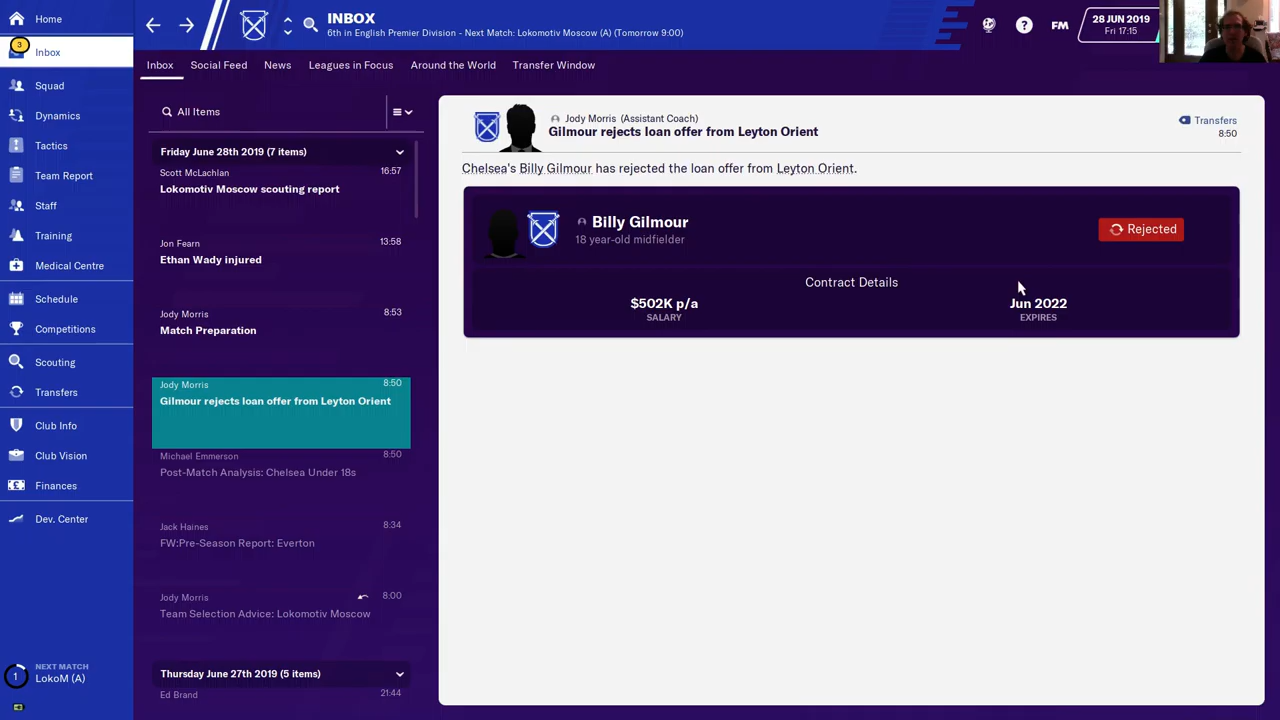 Home
3
Inbox
Squad
Dynamics
Tactics
Team Report
Staff
Training
Medical Centre
Schedule
Competitions
Scouting
Transfers
Club Info
Club Vision
Finances
Dev. Center
1
NEXT MATCH
LokoM (A)
INBOX
6th in English Premier Division - Next Match: Lokomotiv Moscow (A) (Tomorrow 9:00)
?
FM
28 JUN 2019
Fri 17:15
Inbox
Social Feed
News
Leagues in Focus
Around the World
Transfer Window
All Items
Friday June 28th 2019 (7 items)
Scott McLachlan 16:57
Lokomotiv Moscow scouting report
Jon Fearn 13:58
Ethan Wady injured
Jody Morris 8:53
Match Preparation
Jody Morris 8:50
Gilmour rejects loan offer from Leyton Orient
Michael Emmerson 8:50
Post-Match Analysis: Chelsea Under 18s
Jack Haines 8:34
FW:Pre-Season Report: Everton
Jody Morris 8:00
Team Selection Advice: Lokomotiv Moscow
Thursday June 27th 2019 (5 items)
Ed Brand 21:44
Jody Morris (Assistant Coach)
Gilmour rejects loan offer from Leyton Orient
Transfers
8:50
Chelsea's Billy Gilmour has rejected the loan offer from Leyton Orient.
Billy Gilmour
18 year-old midfielder
Rejected
Contract Details
$502K p/a
SALARY
Jun 2022
EXPIRES